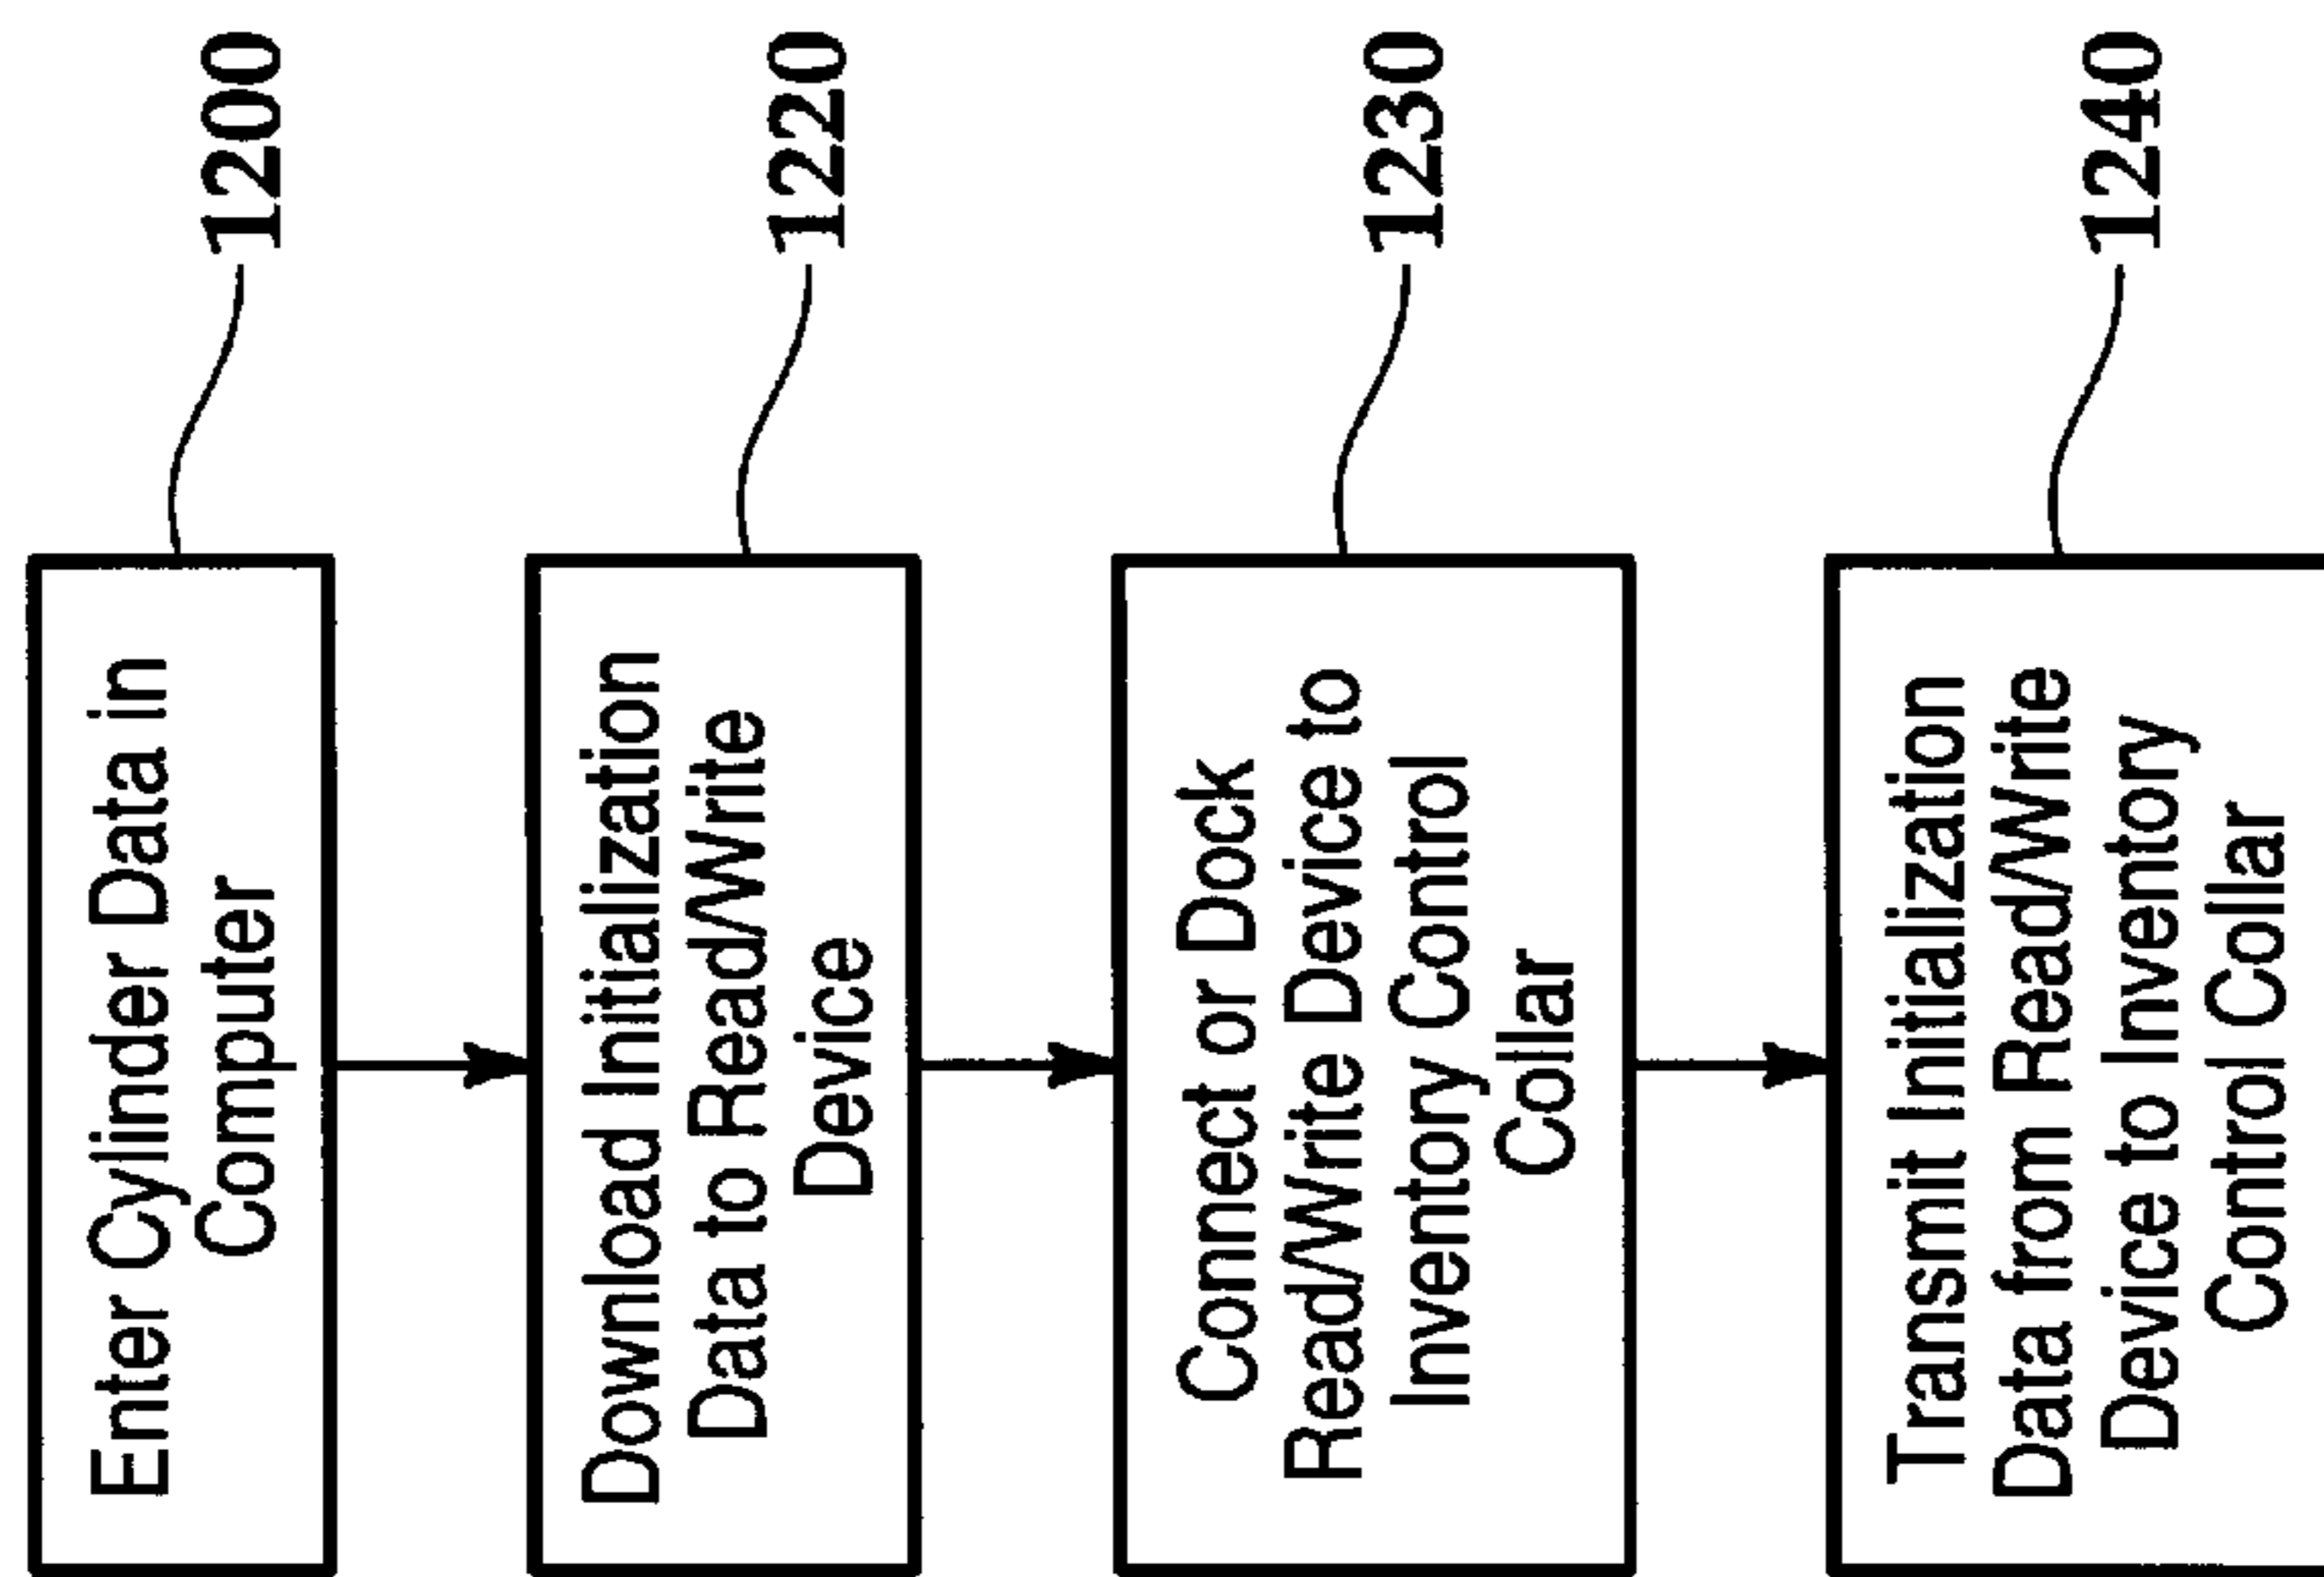 Enter Cylinder Data in
Computer
1200
Download Initialization
Data to Read/Write
Device
1220
Connect or Dock
Read/Write Device to
Inventory Control
Collar
1230
Transmit Initialization
Data from Read/Write
Device to Inventory
Control Collar
1240